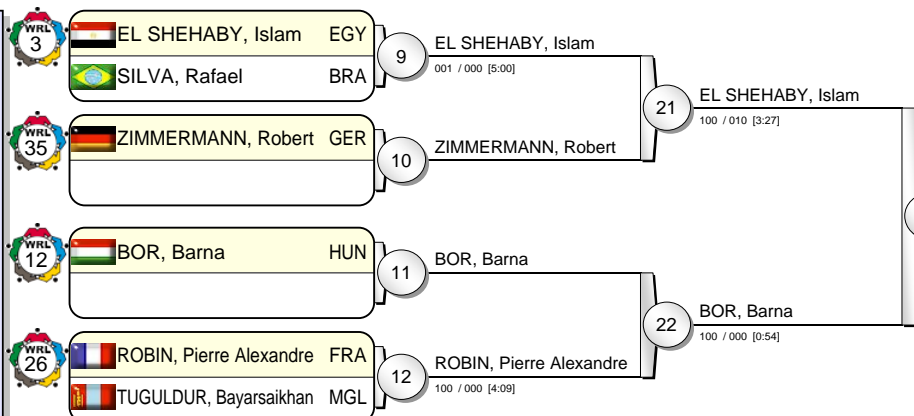 WRL
3
EL SHEHABY, Islam EGY
SILVA, Rafael BRA
9
EL SHEHABY, Islam
001 / 000 [5:00]
WRL
35
ZIMMERMANN, Robert GER
10
ZIMMERMANN, Robert
21
EL SHEHABY, Islam
100 / 010 [3:27]
WRL
12
BOR, Barna HUN
11
BOR, Barna
WRL
26
ROBIN, Pierre Alexandre FRA
TUGULDUR, Bayarsaikhan MGL
12
ROBIN, Pierre Alexandre
100 / 000 [4:09]
22
BOR, Barna
100 / 000 [0:54]